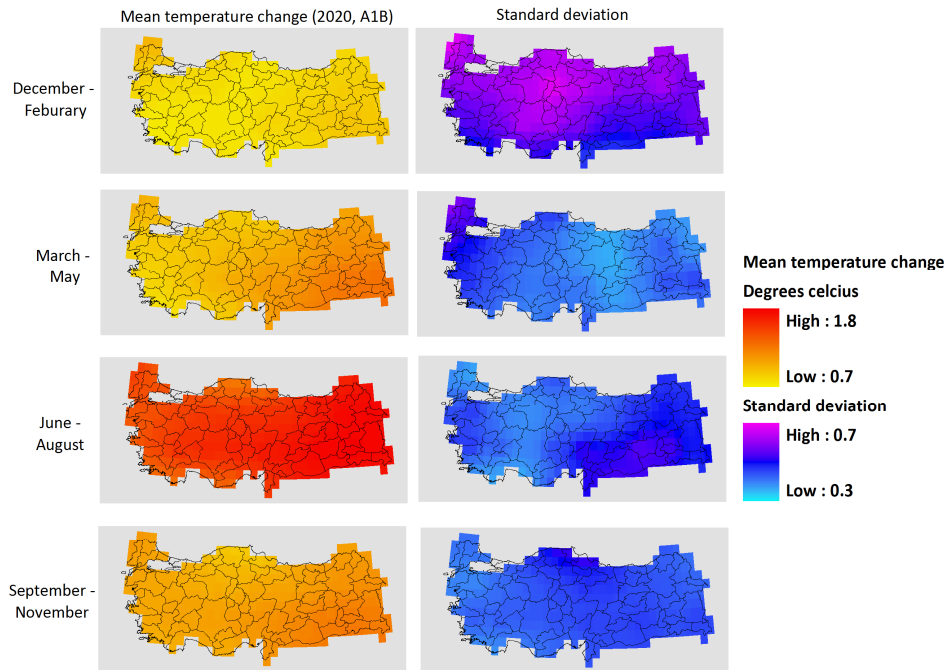 Mean temperature change (2020, A1B)
Standard deviation
December -
Feburary
March -
May
June -
August
September -
November
Mean temperature change
Degrees celcius
High : 1.8
Low : 0.7
Standard deviation
High : 0.7
Low : 0.3